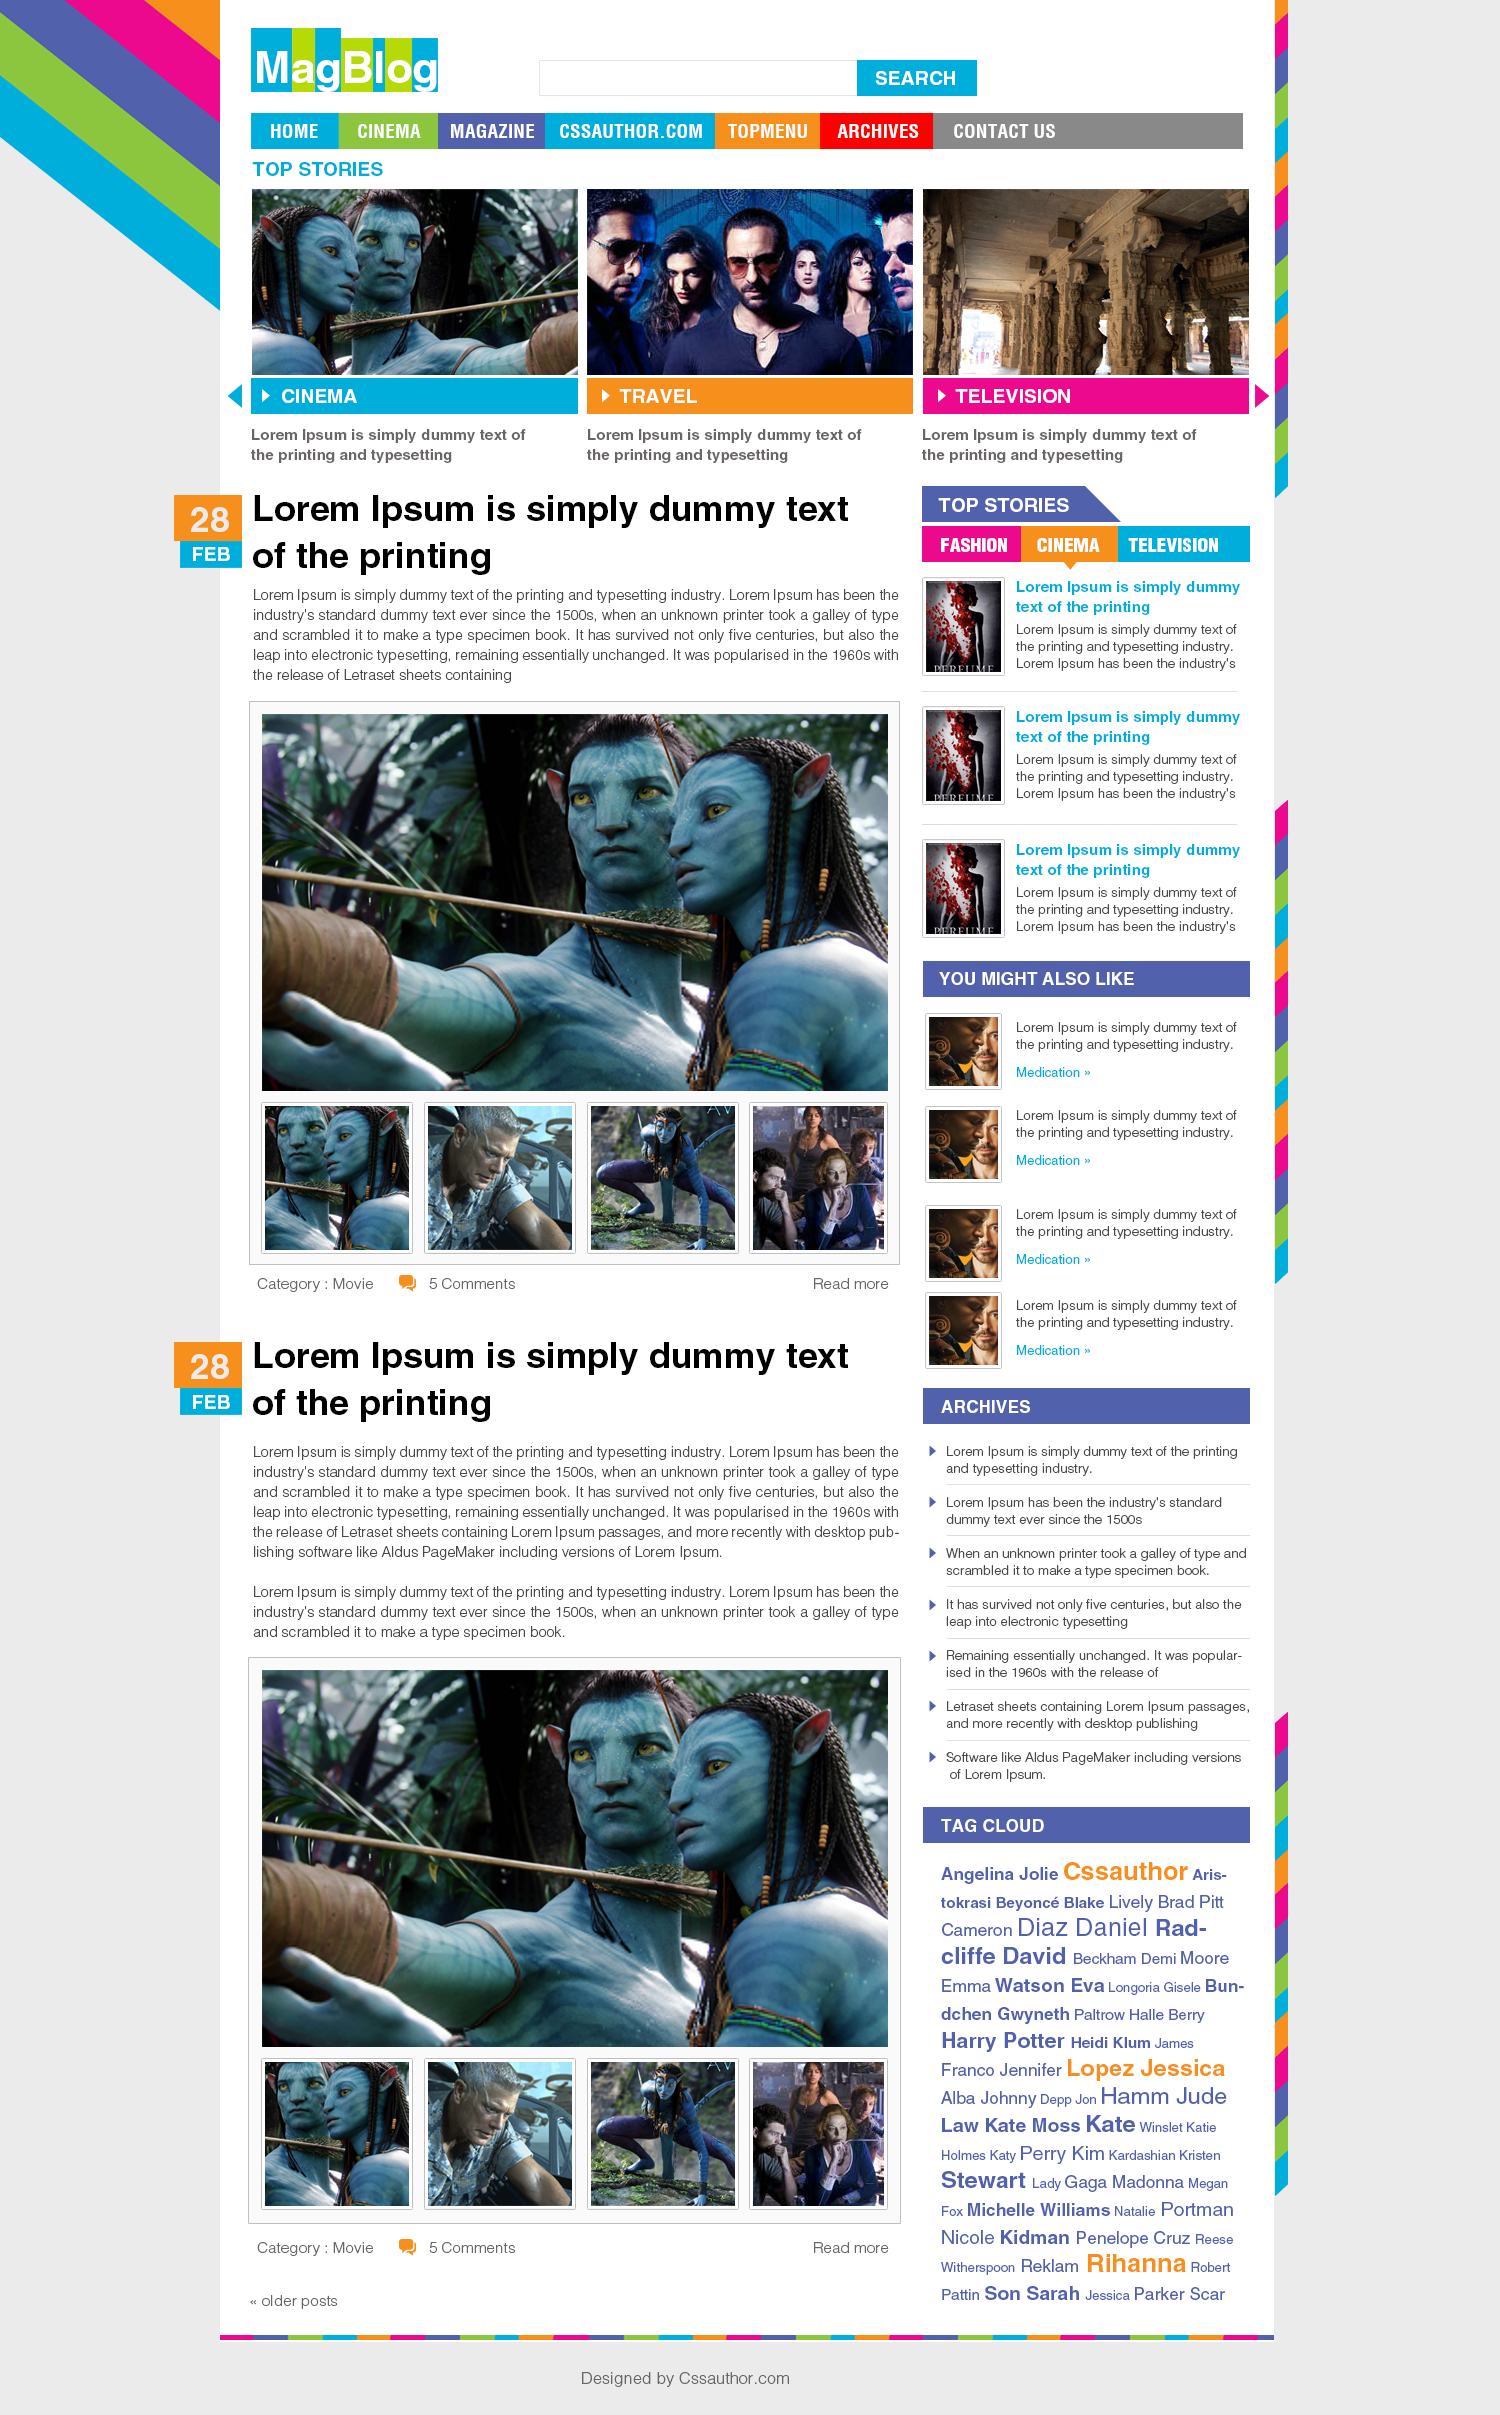 MagBlog
SEARCH
HOME CINEMA MAGAZINE CSSAUTHOR.COM TOPMENU ARCHIVES CONTACT US
TOP STORIES
CINEMA
Lorem Ipsum is simply dummy text of
the printing and typesetting
TRAVEL
Lorem Ipsum is simply dummy text of
the printing and typesetting
TELEVISION
Lorem Ipsum is simply dummy text of
the printing and typesetting
28
FEB
Lorem Ipsum is simply dummy text
of the printing
Lorem Ipsum is simply dummy text of the printing and typesetting industry. Lorem Ipsum has been the
industry's standard dummy text ever since the 1500s, when an unknown printer took a galley of type
and scrambled it to make a type specimen book. It has survived not only five centuries, but also the
leap into electronic typesetting, remaining essentially unchanged. It was popularised in the 1960s with
the release of Letraset sheets containing
AV
Category : Movie 5 Comments Read more
28
FEB
Lorem Ipsum is simply dummy text
of the printing
Lorem Ipsum is simply dummy text of the printing and typesetting industry. Lorem Ipsum has been the
industry's standard dummy text ever since the 1500s, when an unknown printer took a galley of type
and scrambled it to make a type specimen book. It has survived not only five centuries, but also the
leap into electronic typesetting, remaining essentially unchanged. It was popularised in the 1960s with
the release of Letraset sheets containing Lorem Ipsum passages, and more recently with desktop pub-
lishing software like Aldus PageMaker including versions of Lorem Ipsum.
Lorem Ipsum is simply dummy text of the printing and typesetting industry. Lorem Ipsum has been the
industry's standard dummy text ever since the 1500s, when an unknown printer took a galley of type
and scrambled it to make a type specimen book.
AV
Category : Movie 5 Comments Read more
« older posts
TOP STORIES
FASHION CINEMA TELEVISION
PERFUME
Lorem Ipsum is simply dummy
text of the printing
Lorem Ipsum is simply dummy text of
the printing and typesetting industry.
Lorem Ipsum has been the industry's
PERFUME
Lorem Ipsum is simply dummy
text of the printing
Lorem Ipsum is simply dummy text of
the printing and typesetting industry.
Lorem Ipsum has been the industry's
PERFUME
Lorem Ipsum is simply dummy
text of the printing
Lorem Ipsum is simply dummy text of
the printing and typesetting industry.
Lorem Ipsum has been the industry's
YOU MIGHT ALSO LIKE
Lorem Ipsum is simply dummy text of
the printing and typesetting industry.
Medication »
Lorem Ipsum is simply dummy text of
the printing and typesetting industry.
Medication »
Lorem Ipsum is simply dummy text of
the printing and typesetting industry.
Medication »
Lorem Ipsum is simply dummy text of
the printing and typesetting industry.
Medication »
ARCHIVES
Lorem Ipsum is simply dummy text of the printing
and typesetting industry.
Lorem Ipsum has been the industry's standard
dummy text ever since the 1500s
When an unknown printer took a galley of type and
scrambled it to make a type specimen book.
It has survived not only five centuries, but also the
leap into electronic typesetting
Remaining essentially unchanged. It was popular-
ised in the 1960s with the release of
Letraset sheets containing Lorem Ipsum passages,
and more recently with desktop publishing
Software like Aldus PageMaker including versions
of Lorem Ipsum.
TAG CLOUD
Angelina Jolie Cssauthor Aris-
tokrasi Beyoncé Blake Lively Brad Pitt
Cameron Diaz Daniel Rad-
cliffe David Beckham Demi Moore
Emma Watson Eva Longoria Gisele Bun-
dchen Gwyneth Paltrow Halle Berry
Harry Potter Heidi Klum James
Franco Jennifer Lopez Jessica
Alba Johnny Depp Jon Hamm Jude
Law Kate Moss Kate Winslet Katie
Holmes Katy Perry Kim Kardashian Kristen
Stewart Lady Gaga Madonna Megan
Fox Michelle Williams Natalie Portman
Nicole Kidman Penelope Cruz Reese
Witherspoon Reklam Rihanna Robert
Pattin Son Sarah Jessica Parker Scar
Designed by Cssauthor.com